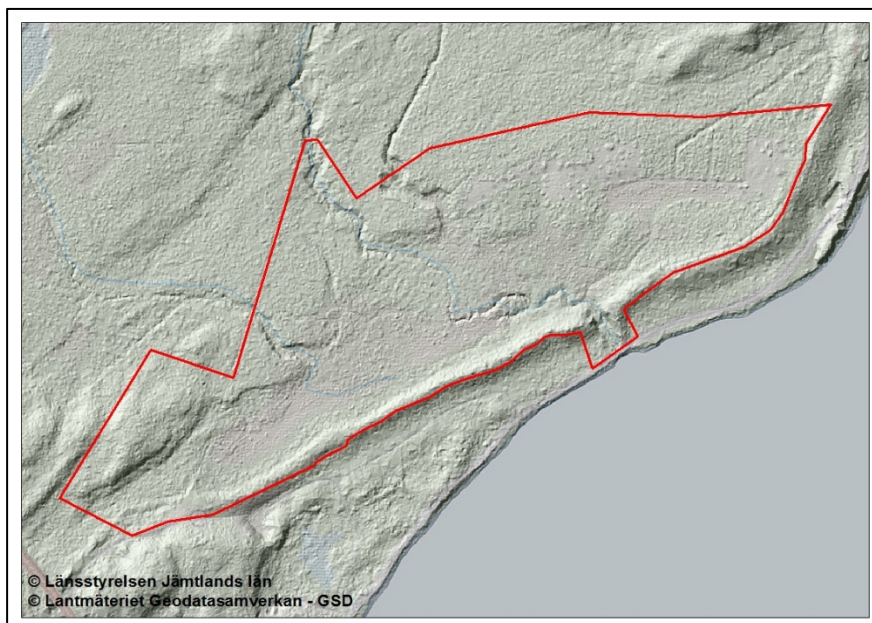 © Länsstyrelsen Jämtlands län
© Lantmäteriet Geodatasamverkan - GSD